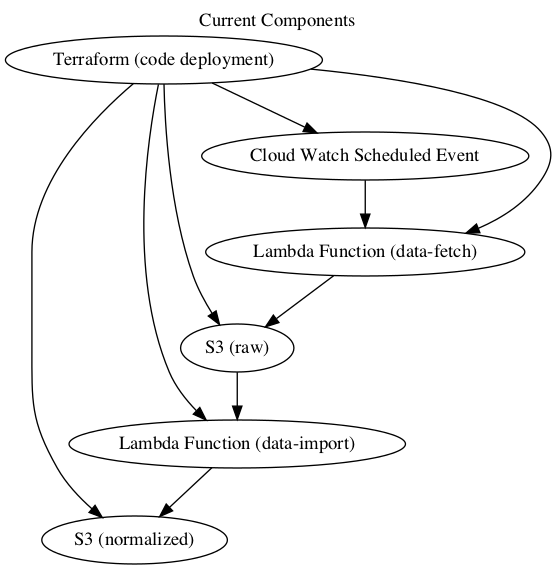 Current Components
Terraform (code deployment)
Cloud Watch Scheduled Event
Lambda Function (data-fetch)
S3 (raw)
Lambda Function (data-import)
S3 (normalized)